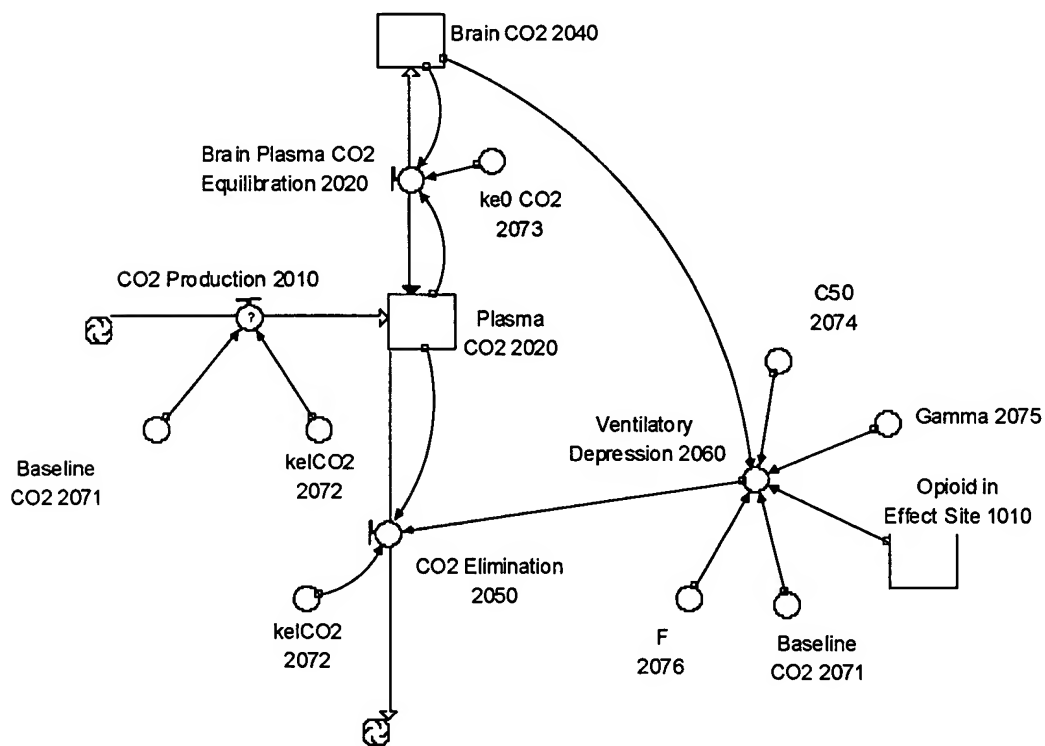 Brain CO2 2040
Brain Plasma CO2
Equilibration 2020
ke0 CO2
2073
CO2 Production 2010
?
Plasma
CO2 2020
C50
2074
Gamma 2075
Ventilatory
Depression 2060
Opioid in
Effect Site 1010
Baseline
CO2 2071
kelCO2
2072
CO2 Elimination
2050
kelCO2
2072
F
2076
Baseline
CO2 2071